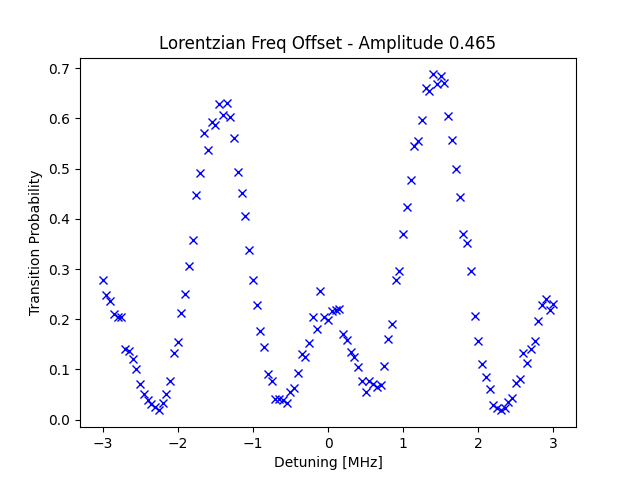 Lorentzian Freq Offset - Amplitude 0.465
Transition Probability
0.7
0.6
0.5
0.4
0.3
0.2
0.1
0.0
−3 −2 −1 0 1 2 3
Detuning [MHz]